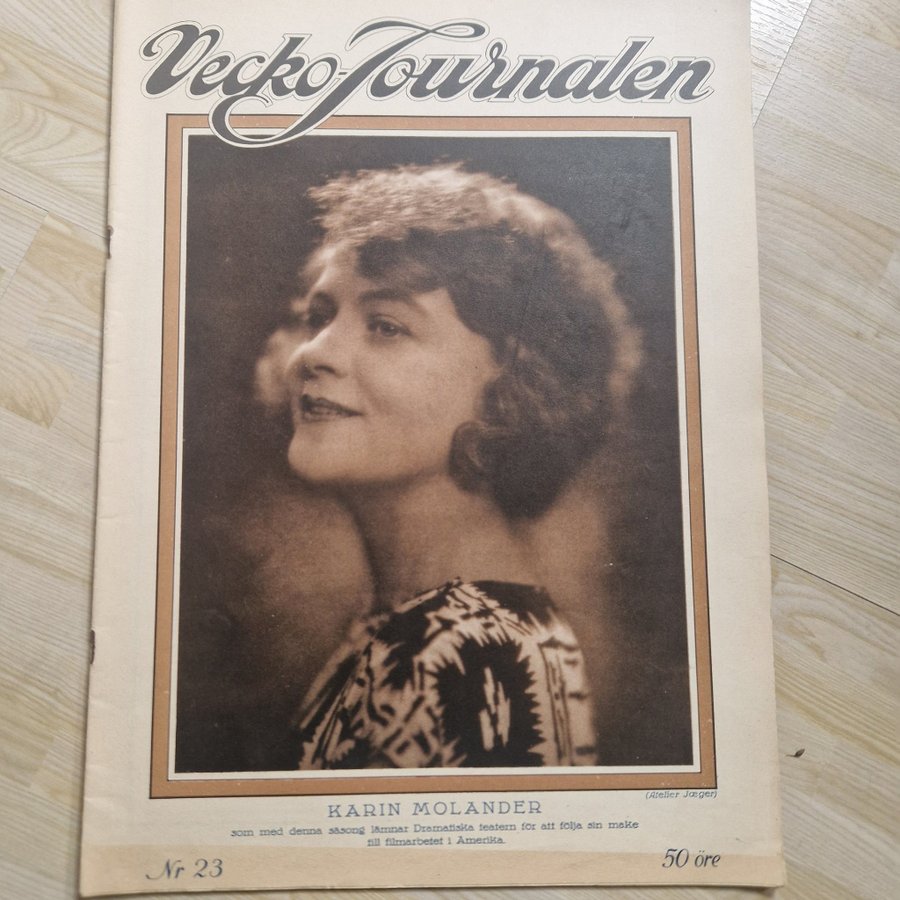 Vecko-Journalen
(Atelier Jæger)
KARIN MOLANDER
som med denna säsong lämnar Dramatiska teatern för att följa sin make
till filmarbetet i Amerika.
Nr 23
50 öre